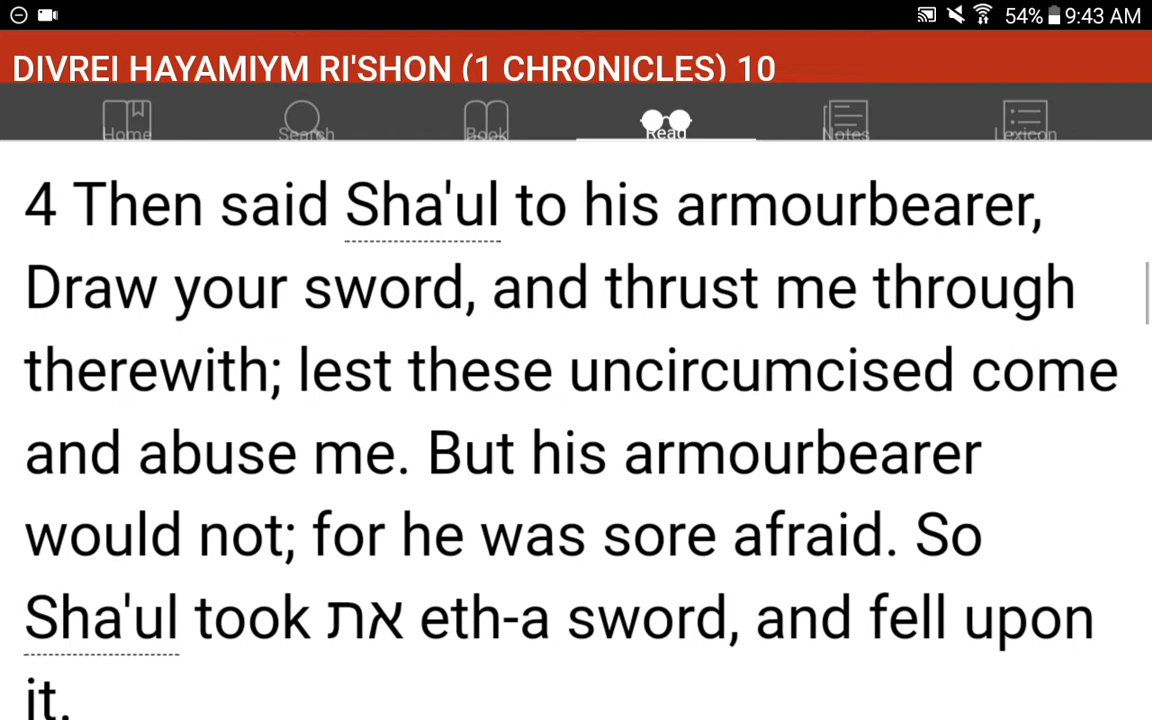 54% 9:43 AM
DIVREI HAYAMIYM RI'SHON (1 CHRONICLES) 10
Home Search Book Read Notes Lexicon
4 Then said Sha'ul to his armourbearer,
Draw your sword, and thrust me through
therewith; lest these uncircumcised come
and abuse me. But his armourbearer
would not; for he was sore afraid. So
Sha'ul took את eth-a sword, and fell upon
it.